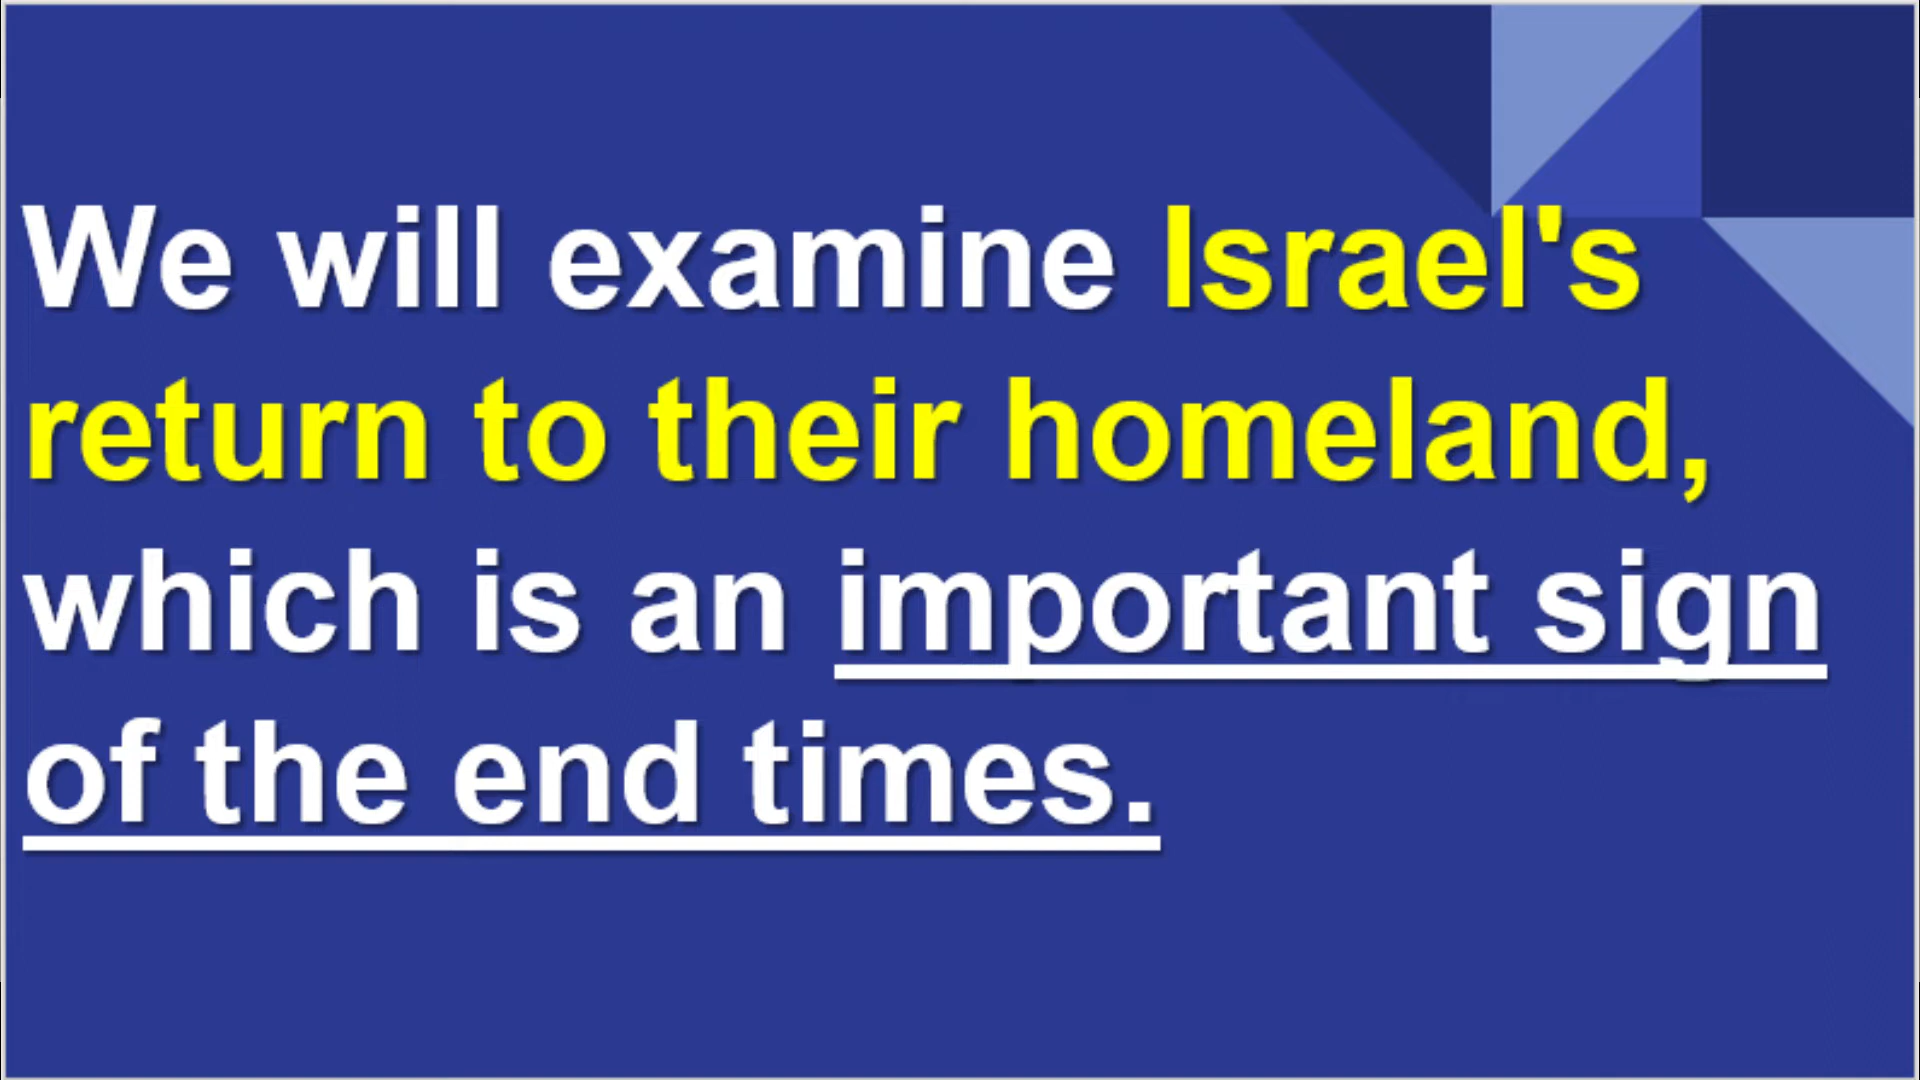 We will examine Israel's
return to their homeland,
which is an important sign
of the end times.